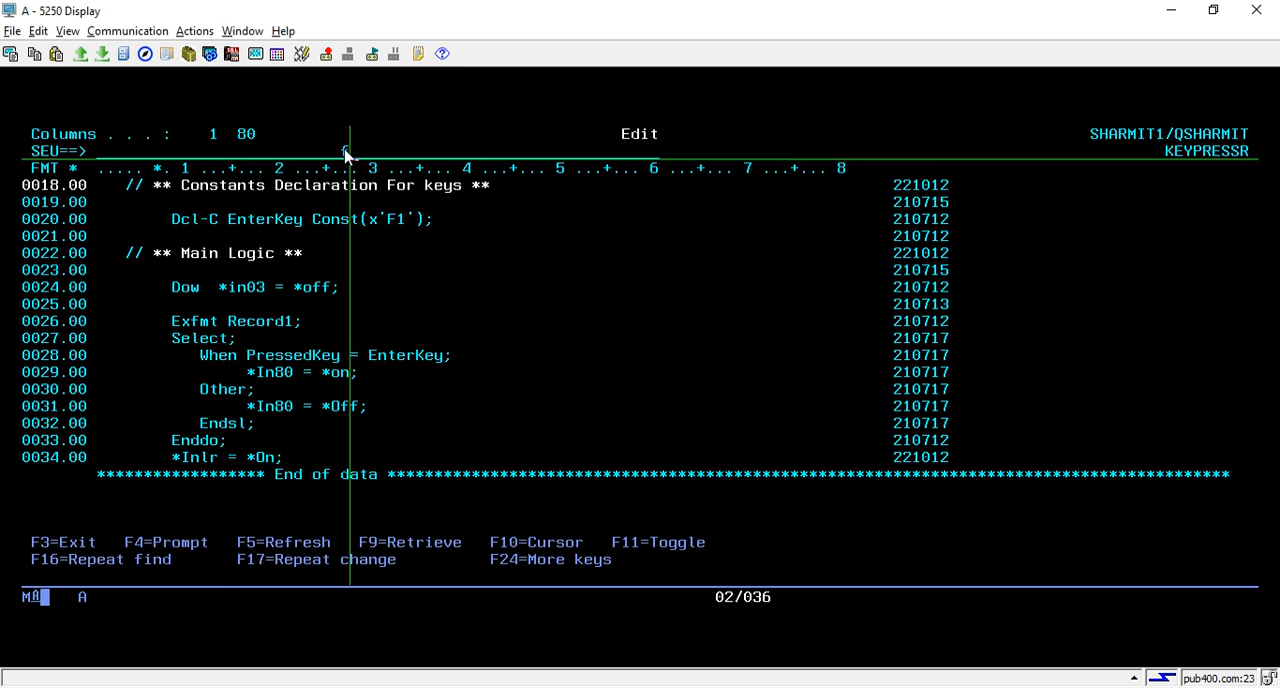 A - 5250 Display
File Edit View Communication Actions Window Help
Columns . . . : 1 80 Edit SHARMIT1/QSHARMIT
SEU==> f_ KEYPRESSR
FMT * ..... *. 1 ...+... 2 ...+... 3 ...+... 4 ...+... 5 ...+... 6 ...+... 7 ...+... 8
0018.00 // ** Constants Declaration For keys ** 221012
0019.00 210715
0020.00 Dcl-C EnterKey Const(x'F1'); 210712
0021.00 210712
0022.00 // ** Main Logic ** 221012
0023.00 210715
0024.00 Dow *in03 = *off; 210712
0025.00 210713
0026.00 Exfmt Record1; 210712
0027.00 Select; 210717
0028.00 When PressedKey = EnterKey; 210717
0029.00 *In80 = *on; 210717
0030.00 Other; 210717
0031.00 *In80 = *Off; 210717
0032.00 Endsl; 210717
0033.00 Enddo; 210712
0034.00 *Inlr = *On; 221012
****************** End of data ******************************************************************************************
F3=Exit F4=Prompt F5=Refresh F9=Retrieve F10=Cursor F11=Toggle
F16=Repeat find F17=Repeat change F24=More keys
MA A 02/036
pub400.com:23